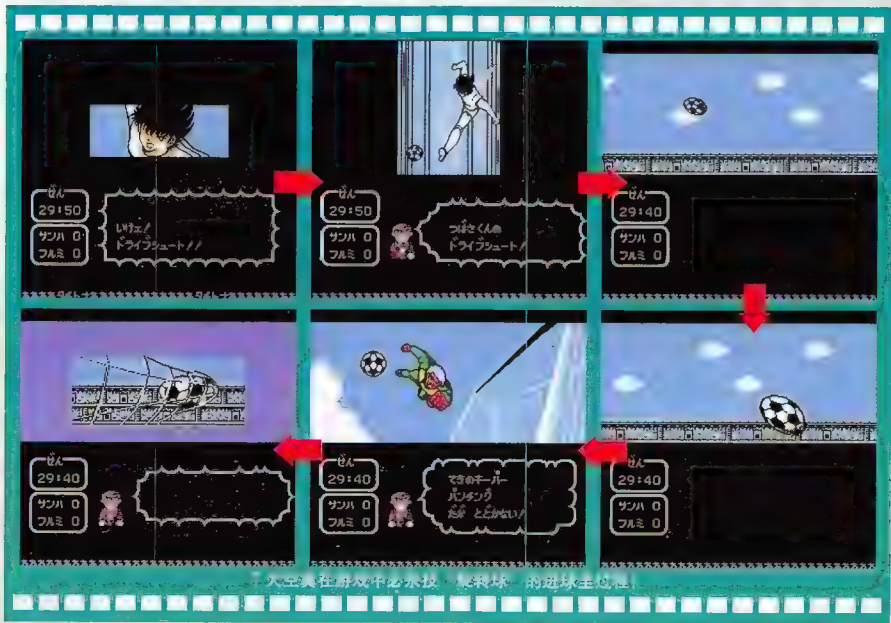 ぜん
29:50
サンパ 0
フルミ 0
いけェ!
ドライブシュート!!
ぜん
29:50
サンパ 0
フルミ 0
つばさくんの
ドライブシュート!
ぜん
29:40
サンパ 0
フルミ 0
ぜん
29:40
サンパ 0
フルミ 0
ぜん
29:40
サンパ 0
フルミ 0
てきのキーパー
パンチング
だが とどかない!
ぜん
29:40
サンパ 0
フルミ 0